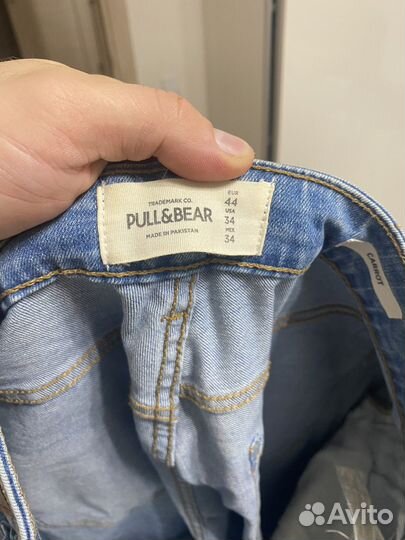 TRADEMARK CO.
PULL&BEAR
MADE IN PAKISTAN
EUR
44
USA
34
MEX
34
CARROT
Avito